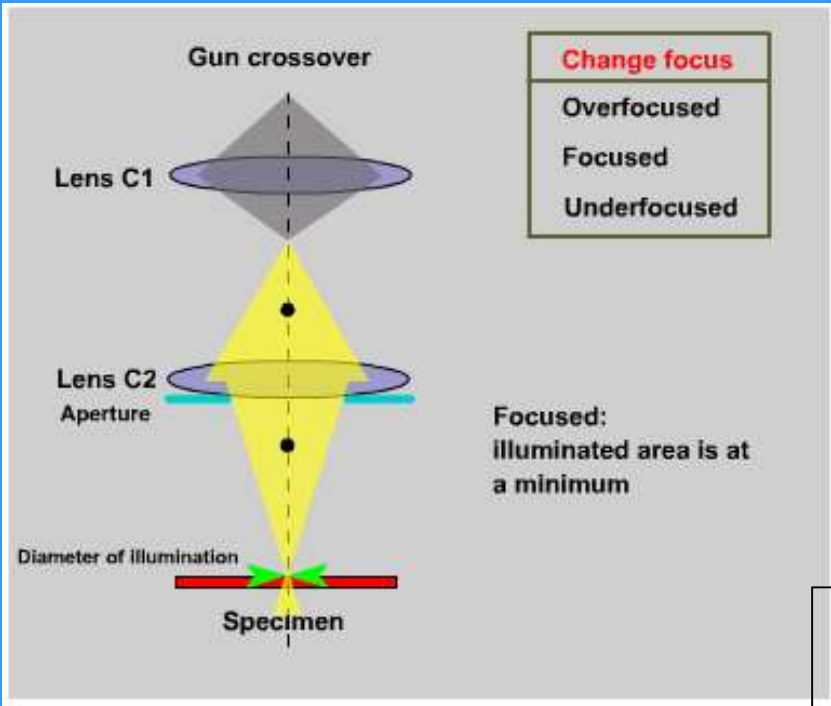 Gun crossover
Change focus
Overfocused
Focused
Underfocused
Lens C1
Lens C2
Aperture
Focused:
illuminated area is at
a minimum
Diameter of illumination
Specimen